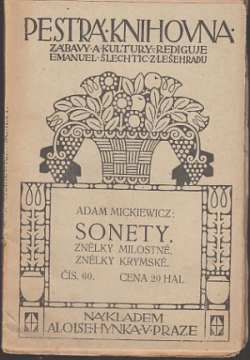 PESTRÁ·KNIHOVNA·
ZÁBAVY·A·KULTURY·REDIGUJE
EMANUEL·ŠLECHTIC·Z·LEŠEHRADU
ADAM MICKIEWICZ:
SONETY.
ZNĚLKY MILOSTNÉ.
ZNĚLKY KRYMSKÉ.
ČÍS. 60. CENA 20 HAL.
NÁKLADEM
ALOISE·HYNKA·V·PRAZE